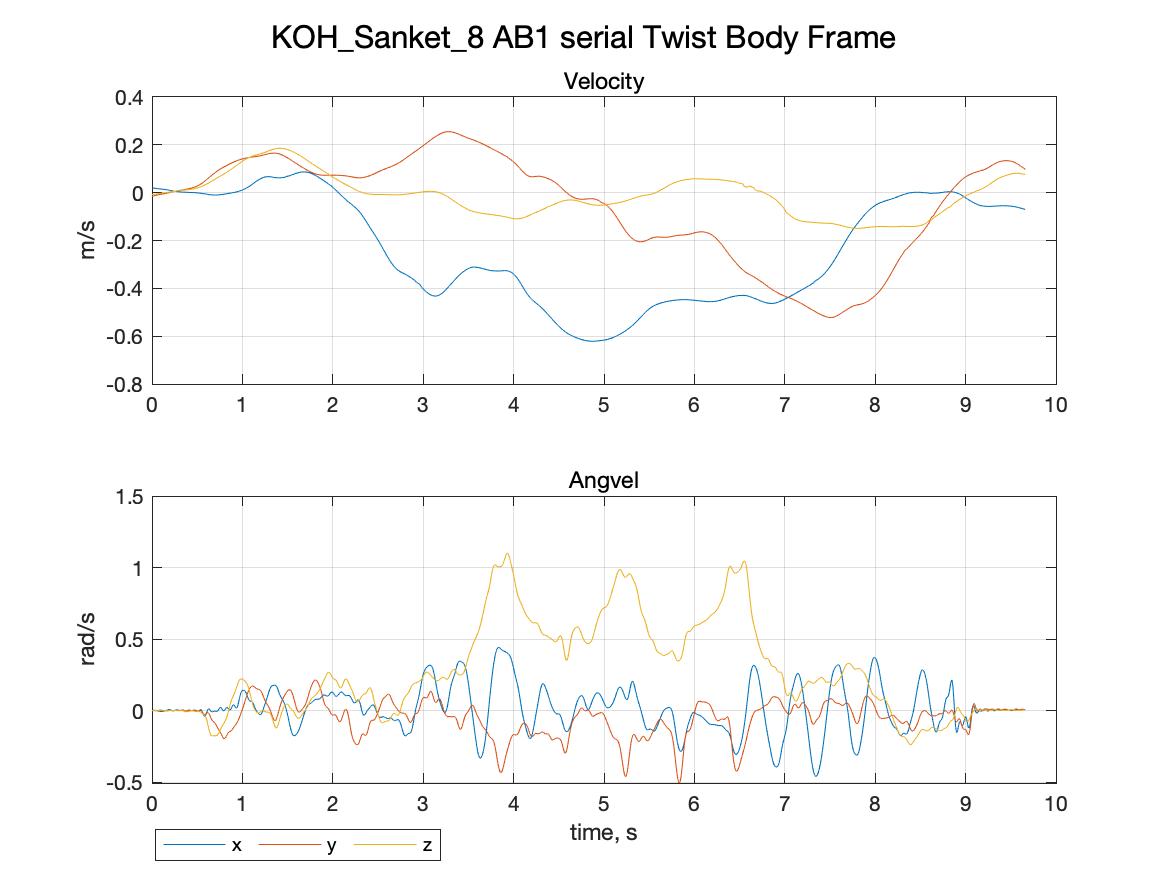 KOH_Sanket_8 AB1 serial Twist Body Frame
Velocity
0.4
0.2
0
-0.2
-0.4
-0.6
-0.8
m/s
0 1 2 3 4 5 6 7 8 9 10
Angvel
1.5
1
0.5
0
-0.5
rad/s
0 1 2 3 4 5 6 7 8 9 10
time, s
x y z